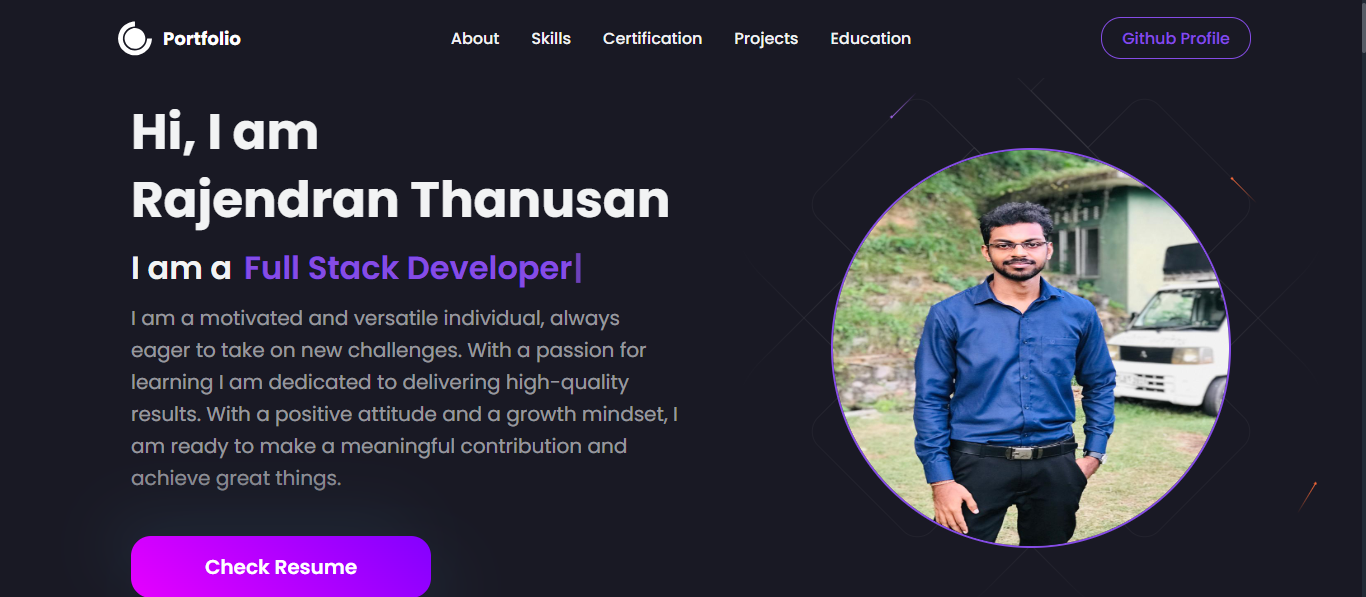 Portfolio
About
Skills
Certification
Projects
Education
Github Profile
Hi, I am
Rajendran Thanusan
I am a Full Stack Developer|
I am a motivated and versatile individual, always
eager to take on new challenges. With a passion for
learning I am dedicated to delivering high-quality
results. With a positive attitude and a growth mindset, I
am ready to make a meaningful contribution and
achieve great things.
Check Resume